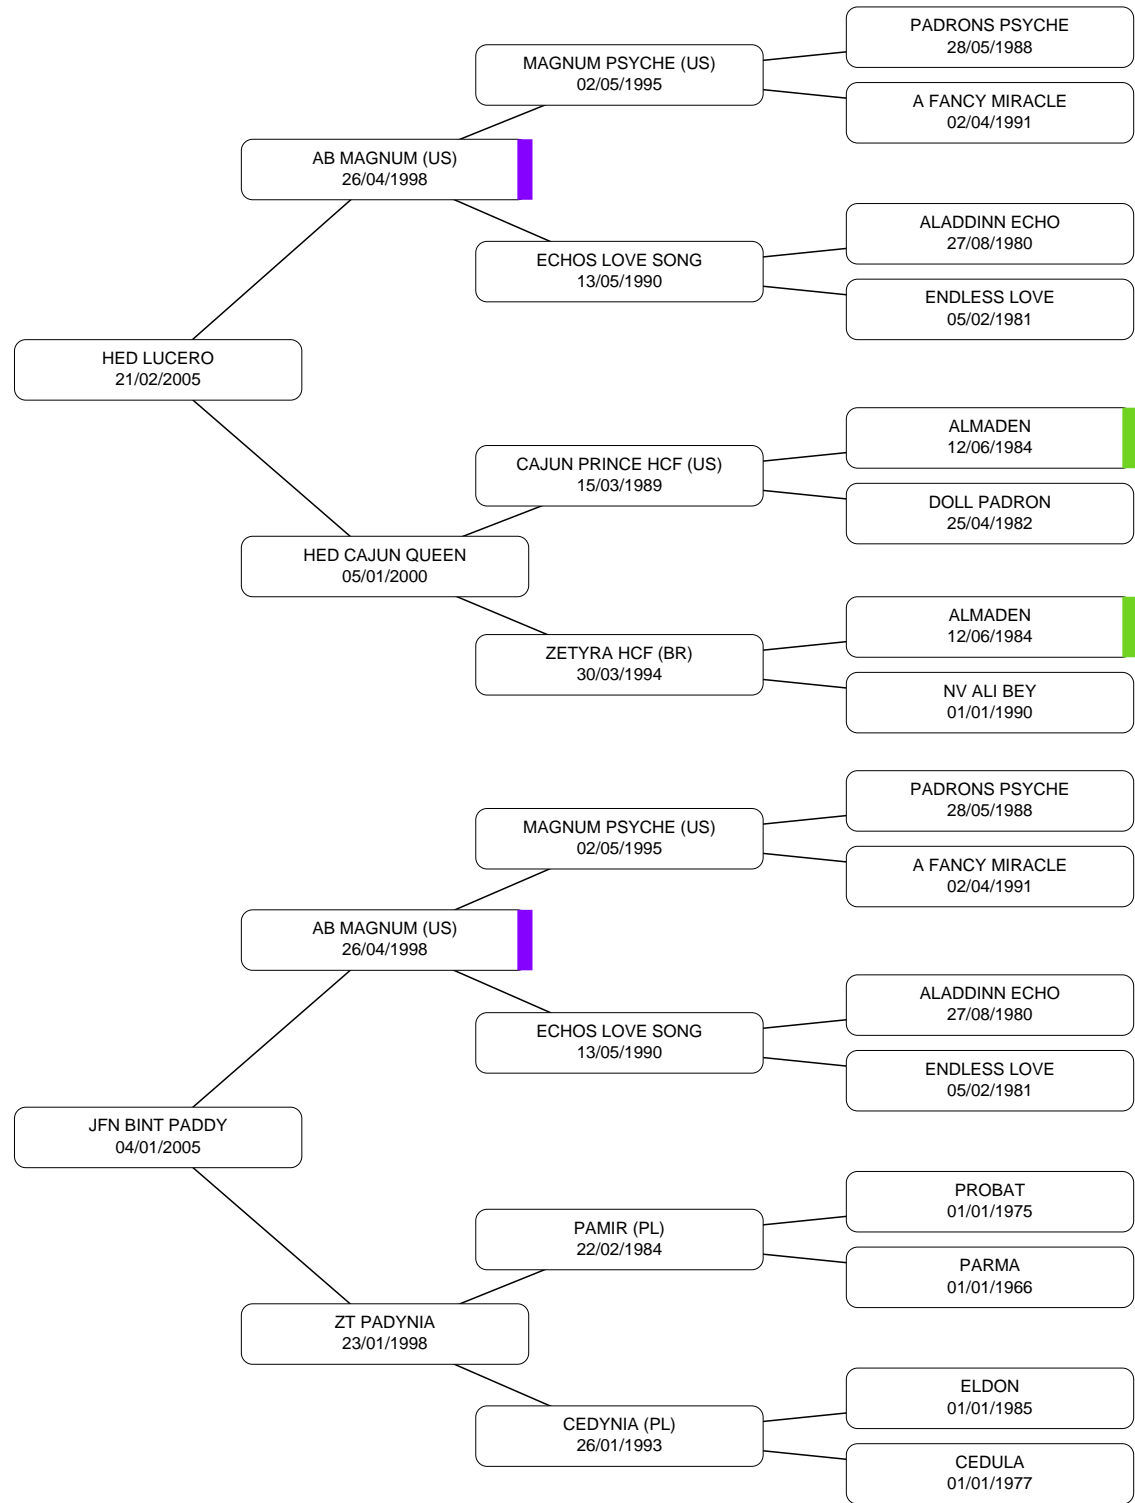 PADRONS PSYCHE
28/05/1988
MAGNUM PSYCHE (US)
02/05/1995
A FANCY MIRACLE
02/04/1991
AB MAGNUM (US)
26/04/1998
ALADDINN ECHO
27/08/1980
ECHOS LOVE SONG
13/05/1990
ENDLESS LOVE
05/02/1981
HED LUCERO
21/02/2005
ALMADEN
12/06/1984
CAJUN PRINCE HCF (US)
15/03/1989
DOLL PADRON
25/04/1982
HED CAJUN QUEEN
05/01/2000
ALMADEN
12/06/1984
ZETYRA HCF (BR)
30/03/1994
NV ALI BEY
01/01/1990
PADRONS PSYCHE
28/05/1988
MAGNUM PSYCHE (US)
02/05/1995
A FANCY MIRACLE
02/04/1991
AB MAGNUM (US)
26/04/1998
ALADDINN ECHO
27/08/1980
ECHOS LOVE SONG
13/05/1990
ENDLESS LOVE
05/02/1981
JFN BINT PADDY
04/01/2005
PROBAT
01/01/1975
PAMIR (PL)
22/02/1984
PARMA
01/01/1966
ZT PADYNIA
23/01/1998
ELDON
01/01/1985
CEDYNIA (PL)
26/01/1993
CEDULA
01/01/1977